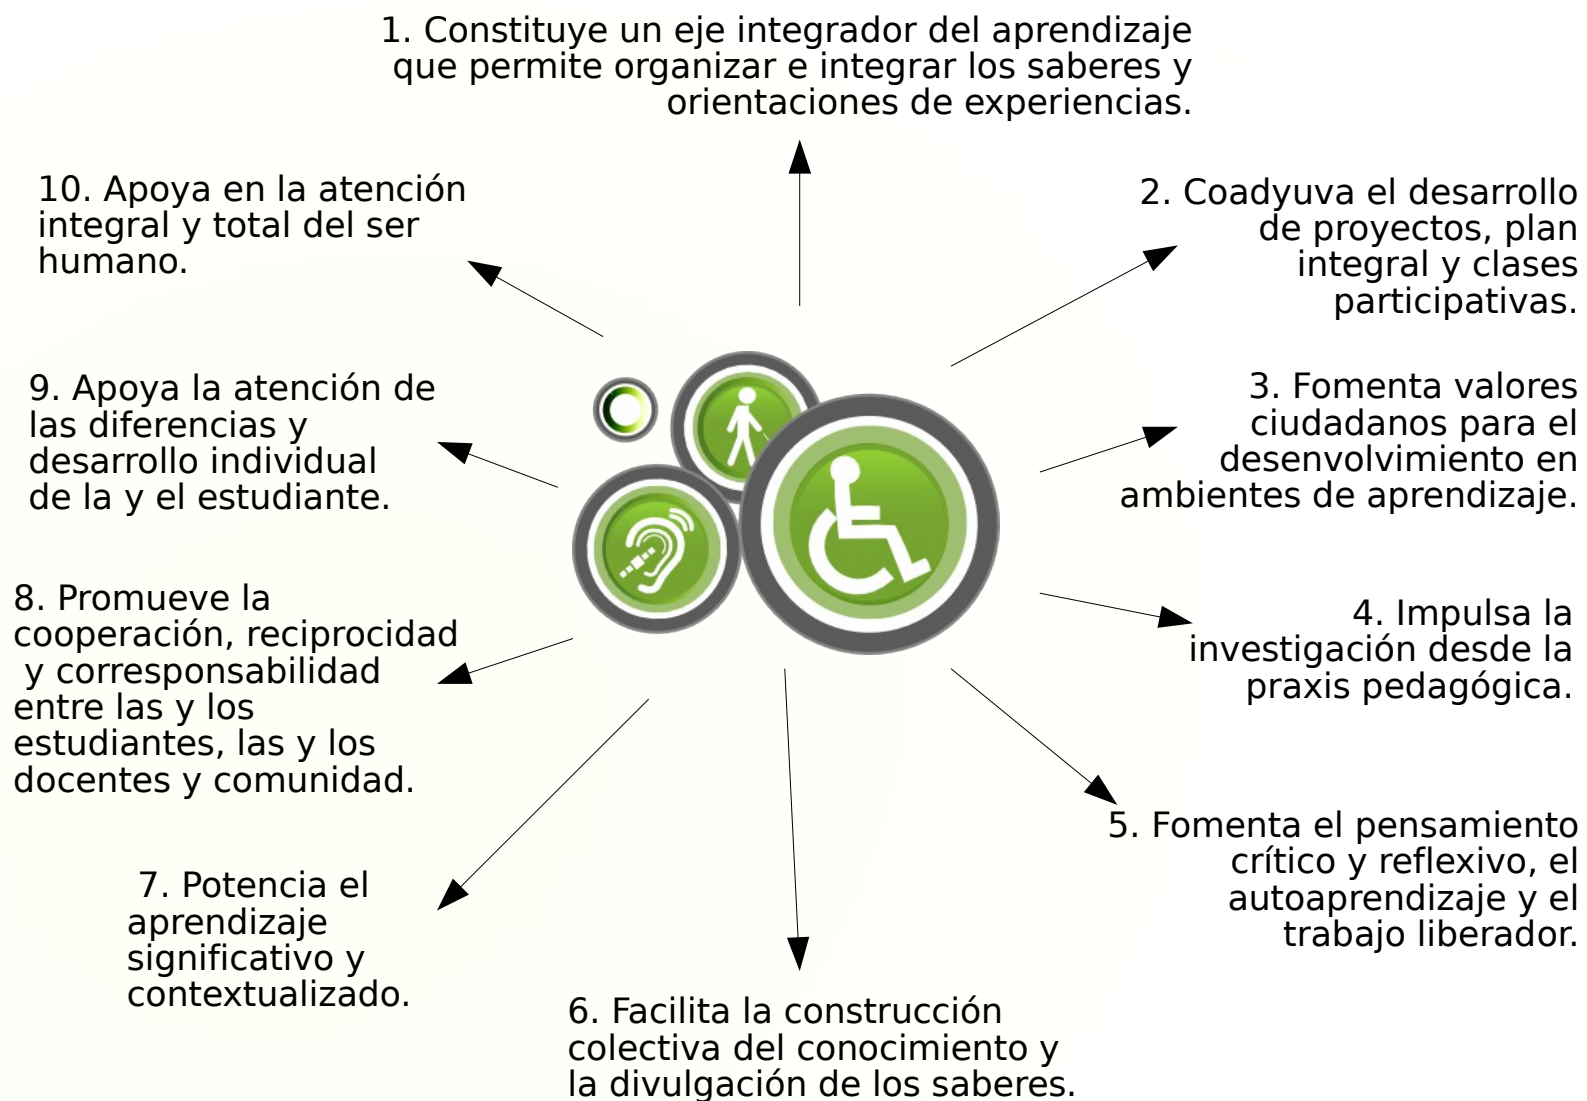 1. Constituye un eje integrador del aprendizaje
que permite organizar e integrar los saberes y
orientaciones de experiencias.
2. Coadyuva el desarrollo
de proyectos, plan
integral y clases
participativas.
3. Fomenta valores
ciudadanos para el
desenvolvimiento en
ambientes de aprendizaje.
4. Impulsa la
investigación desde la
praxis pedagógica.
5. Fomenta el pensamiento
crítico y reflexivo, el
autoaprendizaje y el
trabajo liberador.
6. Facilita la construcción
colectiva del conocimiento y
la divulgación de los saberes.
7. Potencia el
aprendizaje
significativo y
contextualizado.
8. Promueve la
cooperación, reciprocidad
y corresponsabilidad
entre las y los
estudiantes, las y los
docentes y comunidad.
9. Apoya la atención de
las diferencias y
desarrollo individual
de la y el estudiante.
10. Apoya en la atención
integral y total del ser
humano.